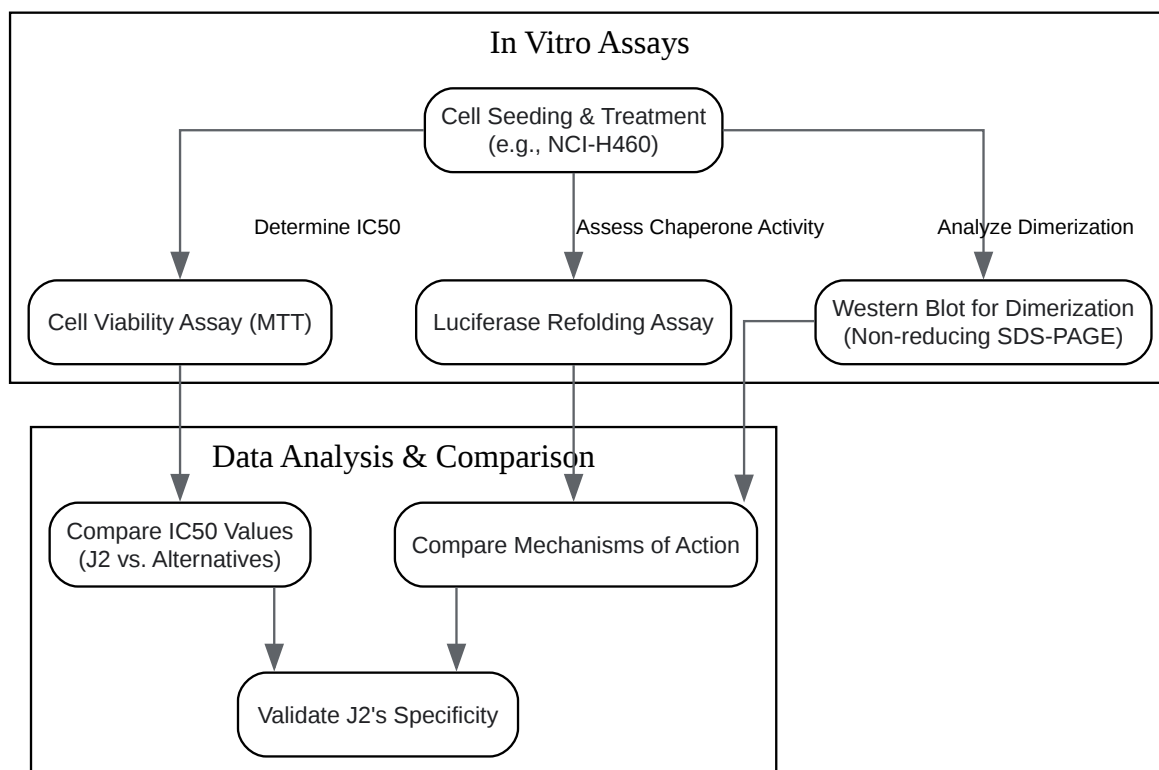 In Vitro Assays
Cell Seeding & Treatment
(e.g., NCI-H460)
Determine IC50
Assess Chaperone Activity
Analyze Dimerization
Cell Viability Assay (MTT)
Luciferase Refolding Assay
Western Blot for Dimerization
(Non-reducing SDS-PAGE)
Data Analysis & Comparison
Compare IC50 Values
(J2 vs. Alternatives)
Compare Mechanisms of Action
Validate J2's Specificity